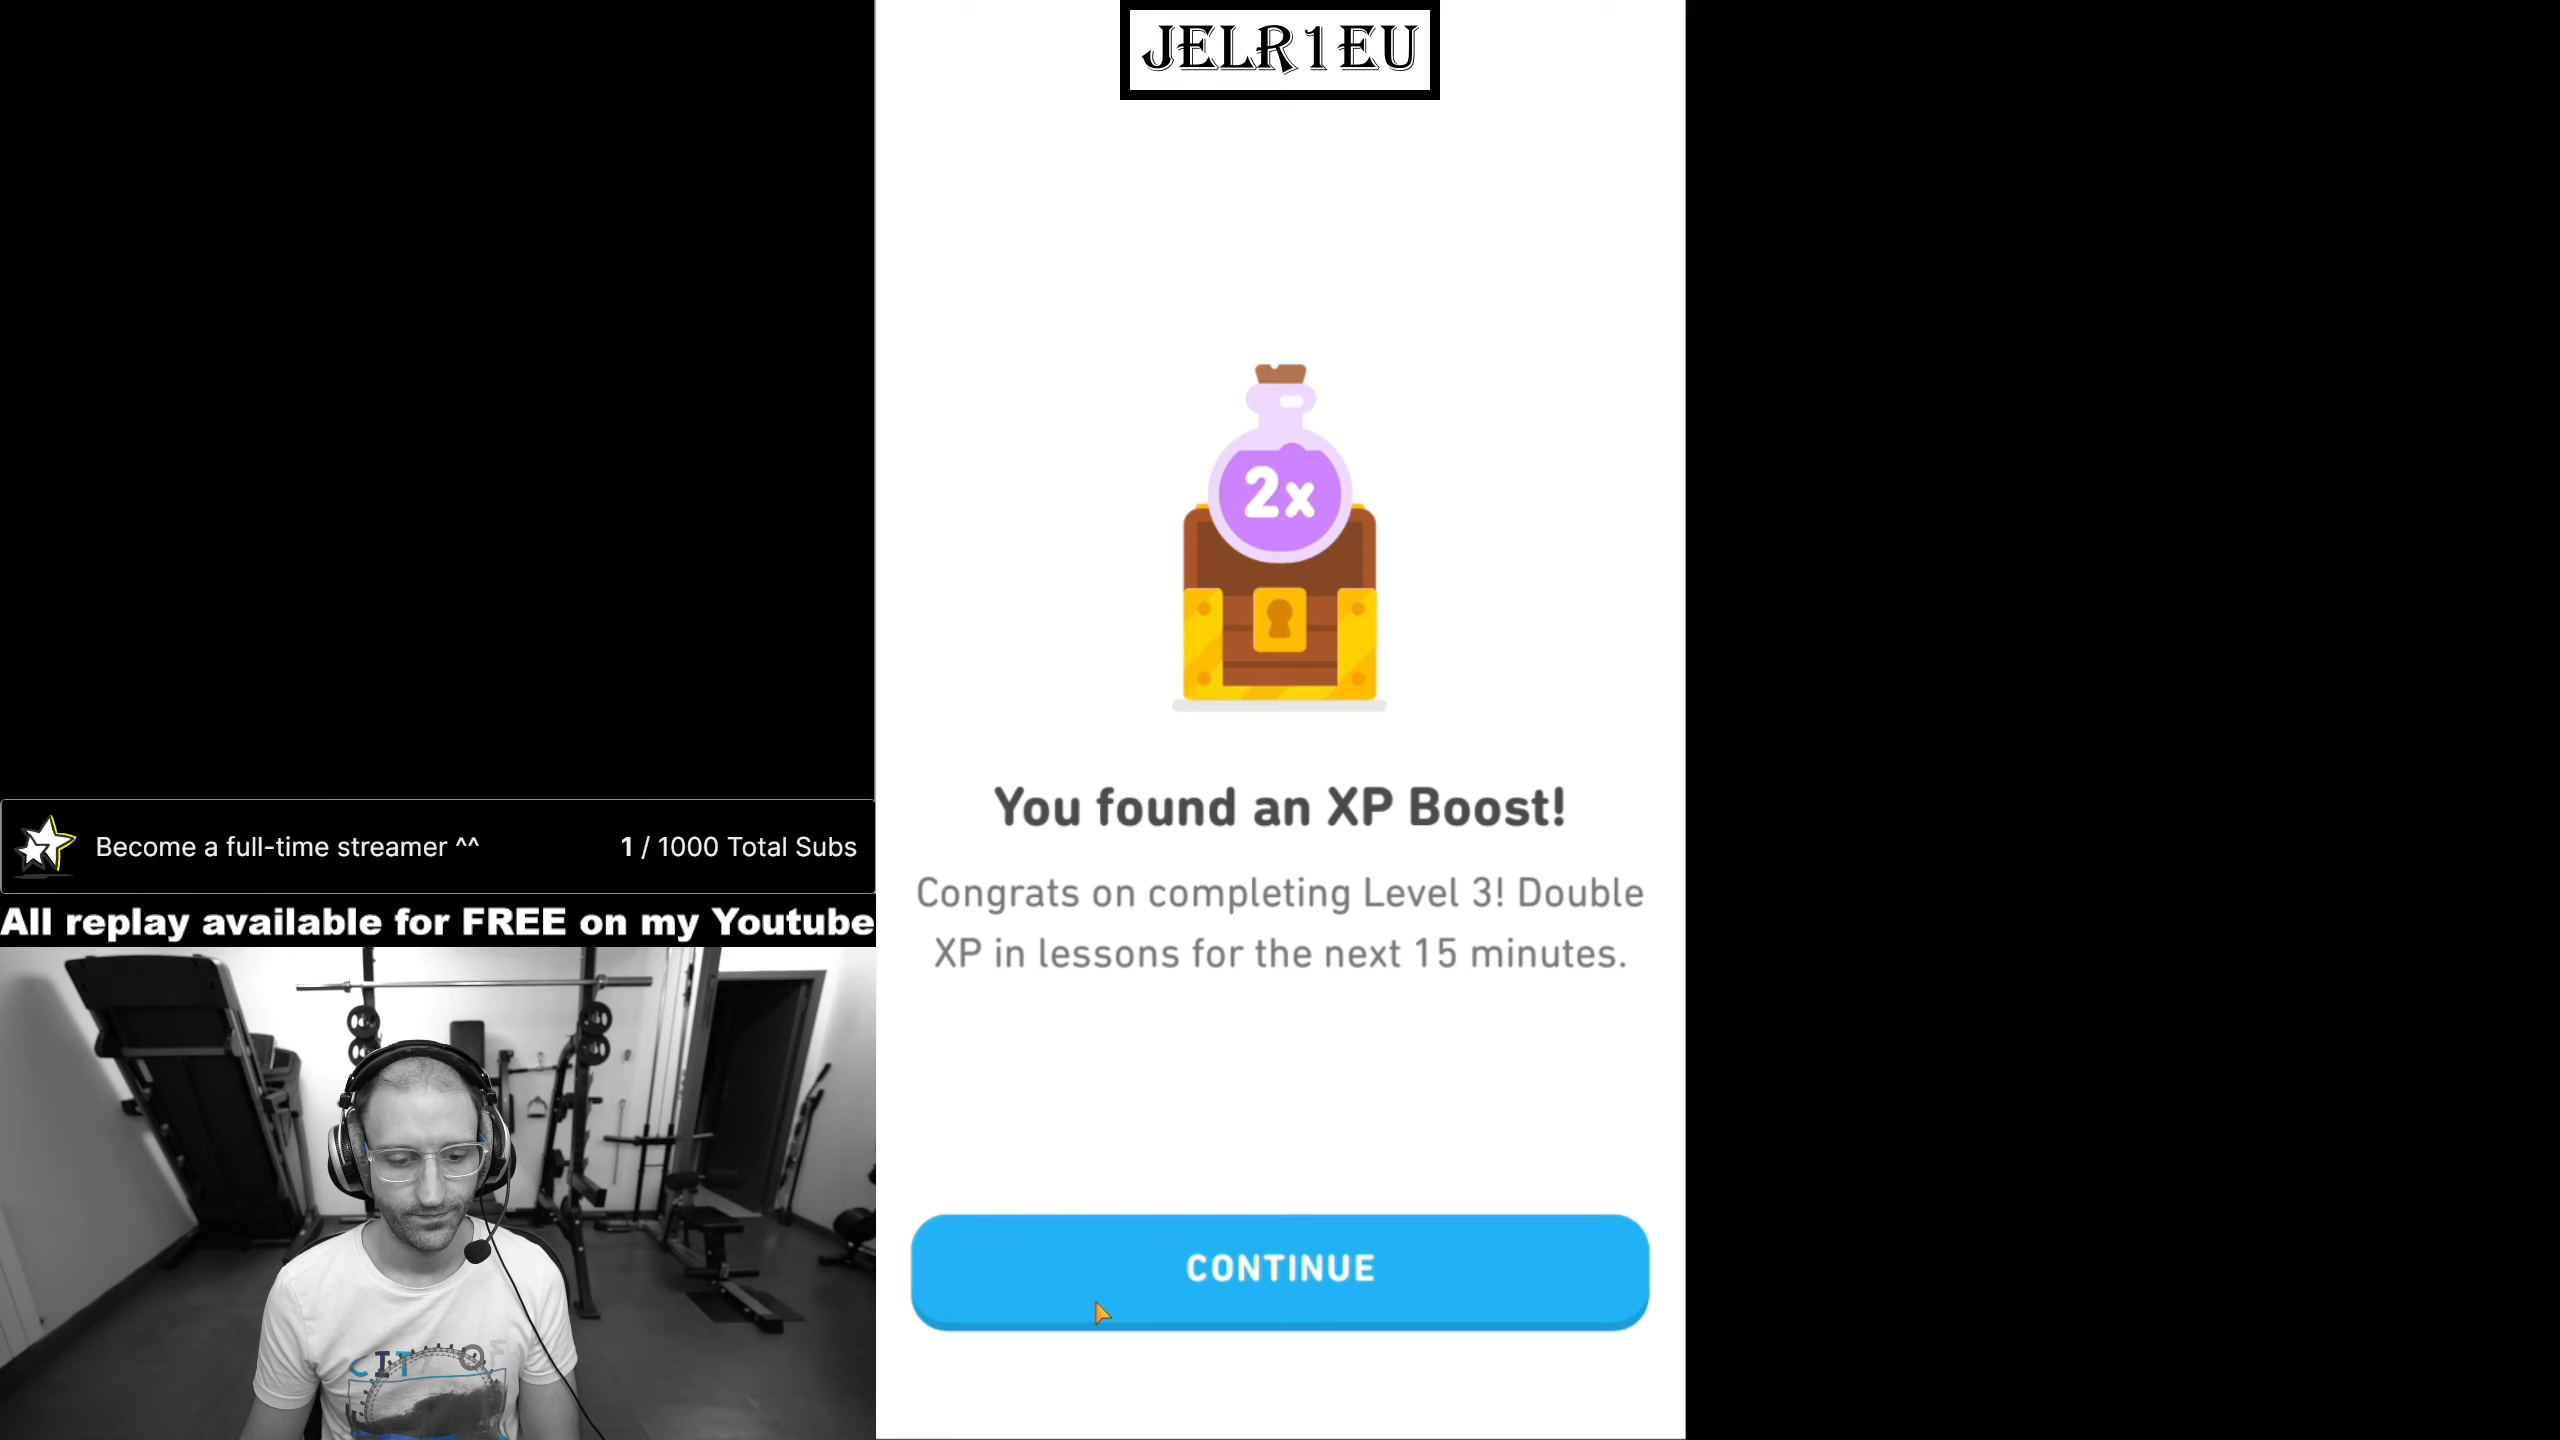 JELR1EU
2x
You found an XP Boost!
Congrats on completing Level 3! Double
XP in lessons for the next 15 minutes.
CONTINUE
Become a full-time streamer ^^
1 / 1000 Total Subs
All replay available for FREE on my Youtube
CIT